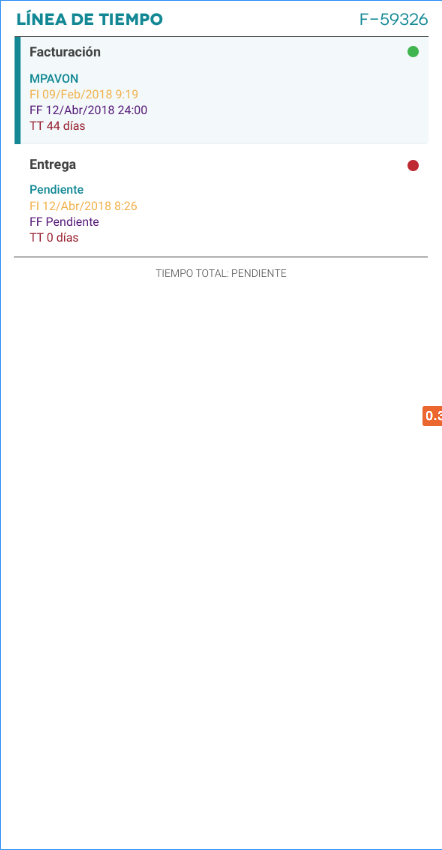 LÍNEA DE TIEMPO F-59326
Facturación
MPAVON
FI 09/Feb/2018 9:19
FF 12/Abr/2018 24:00
TT 44 días
Entrega
Pendiente
FI 12/Abr/2018 8:26
FF Pendiente
TT 0 días
TIEMPO TOTAL: PENDIENTE
0.3